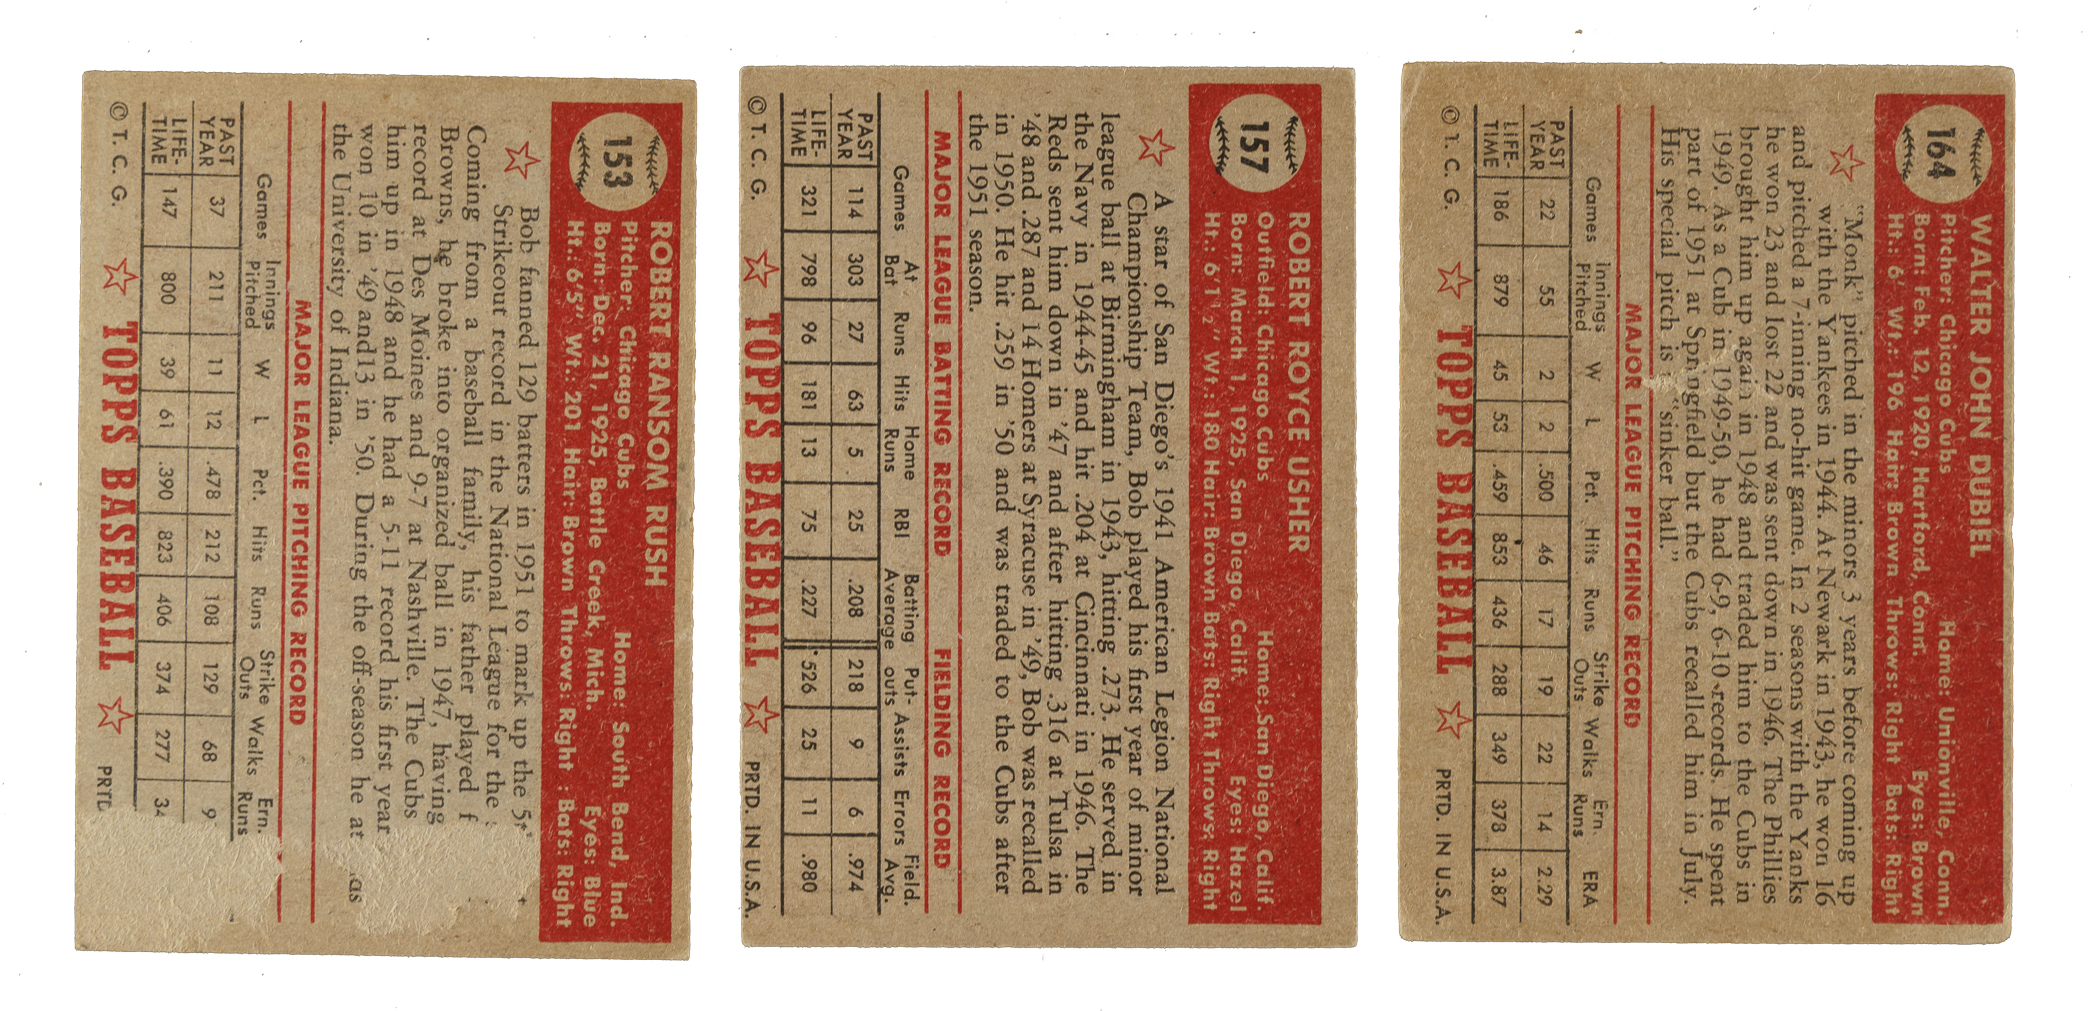 153
ROBERT RANSOM RUSH
Pitcher: Chicago Cubs Home: South Bend, Ind.
Born: Dec. 21, 1925, Battle Creek, Mich. Eyes: Blue
Ht.: 6'5" Wt.: 201 Hair: Brown Throws: Right : Bats: Right
Bob fanned 129 batters in 1951 to mark up the
Strikeout record in the National League for the
Coming from a baseball family, his father played
Browns, he broke into organized ball in 1947, having
record at Des Moines and 9-7 at Nashville. The Cubs
him up in 1948 and he had a 5-11 record his first year
won 10 in '49 and13 in '50. During the off-season he at
the University of Indiana.
MAJOR LEAGUE PITCHING RECORD
Games Innings Pitched W L Pct. Hits Runs Strike Outs Walks Ern. Runs
PAST YEAR 37 211 11 12 .478 212 108 129 68 9
LIFE-TIME 147 800 39 61 .390 823 406 374 277 34
© T. C. G. TOPPS BASEBALL PRTD
157
ROBERT ROYCE USHER
Outfield: Chicago Cubs Home: San Diego, Calif.
Born: March 1, 1925, San Diego, Calif. Eyes: Hazel
Ht.: 6'1½" Wt.: 180 Hair: Brown Bats: Right Throws: Right
A star of San Diego's 1941 American Legion National
Championship Team, Bob played his first year of minor
league ball at Birmingham in 1943, hitting .273. He served in
the Navy in 1944-45 and hit .204 at Cincinnati in 1946. The
Reds sent him down in '47 and after hitting .316 at Tulsa in
'48 and .287 and 14 Homers at Syracuse in '49, Bob was recalled
in 1950. He hit .259 in '50 and was traded to the Cubs after
the 1951 season.
MAJOR LEAGUE BATTING RECORD FIELDING RECORD
Games At Bat Runs Hits Home Runs RBI Batting Average Put-outs Assists Errors Field. Avg.
PAST YEAR 114 303 27 63 5 25 .208 218 9 6 .974
LIFE-TIME 321 798 96 181 13 75 .227 526 25 11 .980
© T. C. G. TOPPS BASEBALL PRTD. IN U.S.A.
164
WALTER JOHN DUBIEL
Pitcher: Chicago Cubs Home: Unionville, Conn.
Born: Feb. 12, 1920, Hartford, Conn. Eyes: Brown
Ht.: 6' Wt.: 196 Hair: Brown Throws: Right Bats: Right
"Monk" pitched in the minors 3 years before coming up
with the Yankees in 1944. At Newark in 1943, he won 16
and pitched a 7-inning no-hit game. In 2 seasons with the Yanks
he won 23 and lost 22 and was sent down in 1946. The Phillies
brought him up again in 1948 and traded him to the Cubs in
1949. As a Cub in 1949-50, he had 6-9, 6-10 records. He spent
part of 1951 at Springfield but the Cubs recalled him in July.
His special pitch is "sinker ball."
MAJOR LEAGUE PITCHING RECORD
Games Innings Pitched W L Pct. Hits Runs Strike Outs Walks Ern. Runs ERA
PAST YEAR 22 55 2 2 .500 46 17 19 22 14 2.29
LIFE-TIME 186 879 45 53 .459 853 436 288 349 378 3.87
© T. C. G. TOPPS BASEBALL PRTD. IN U.S.A.